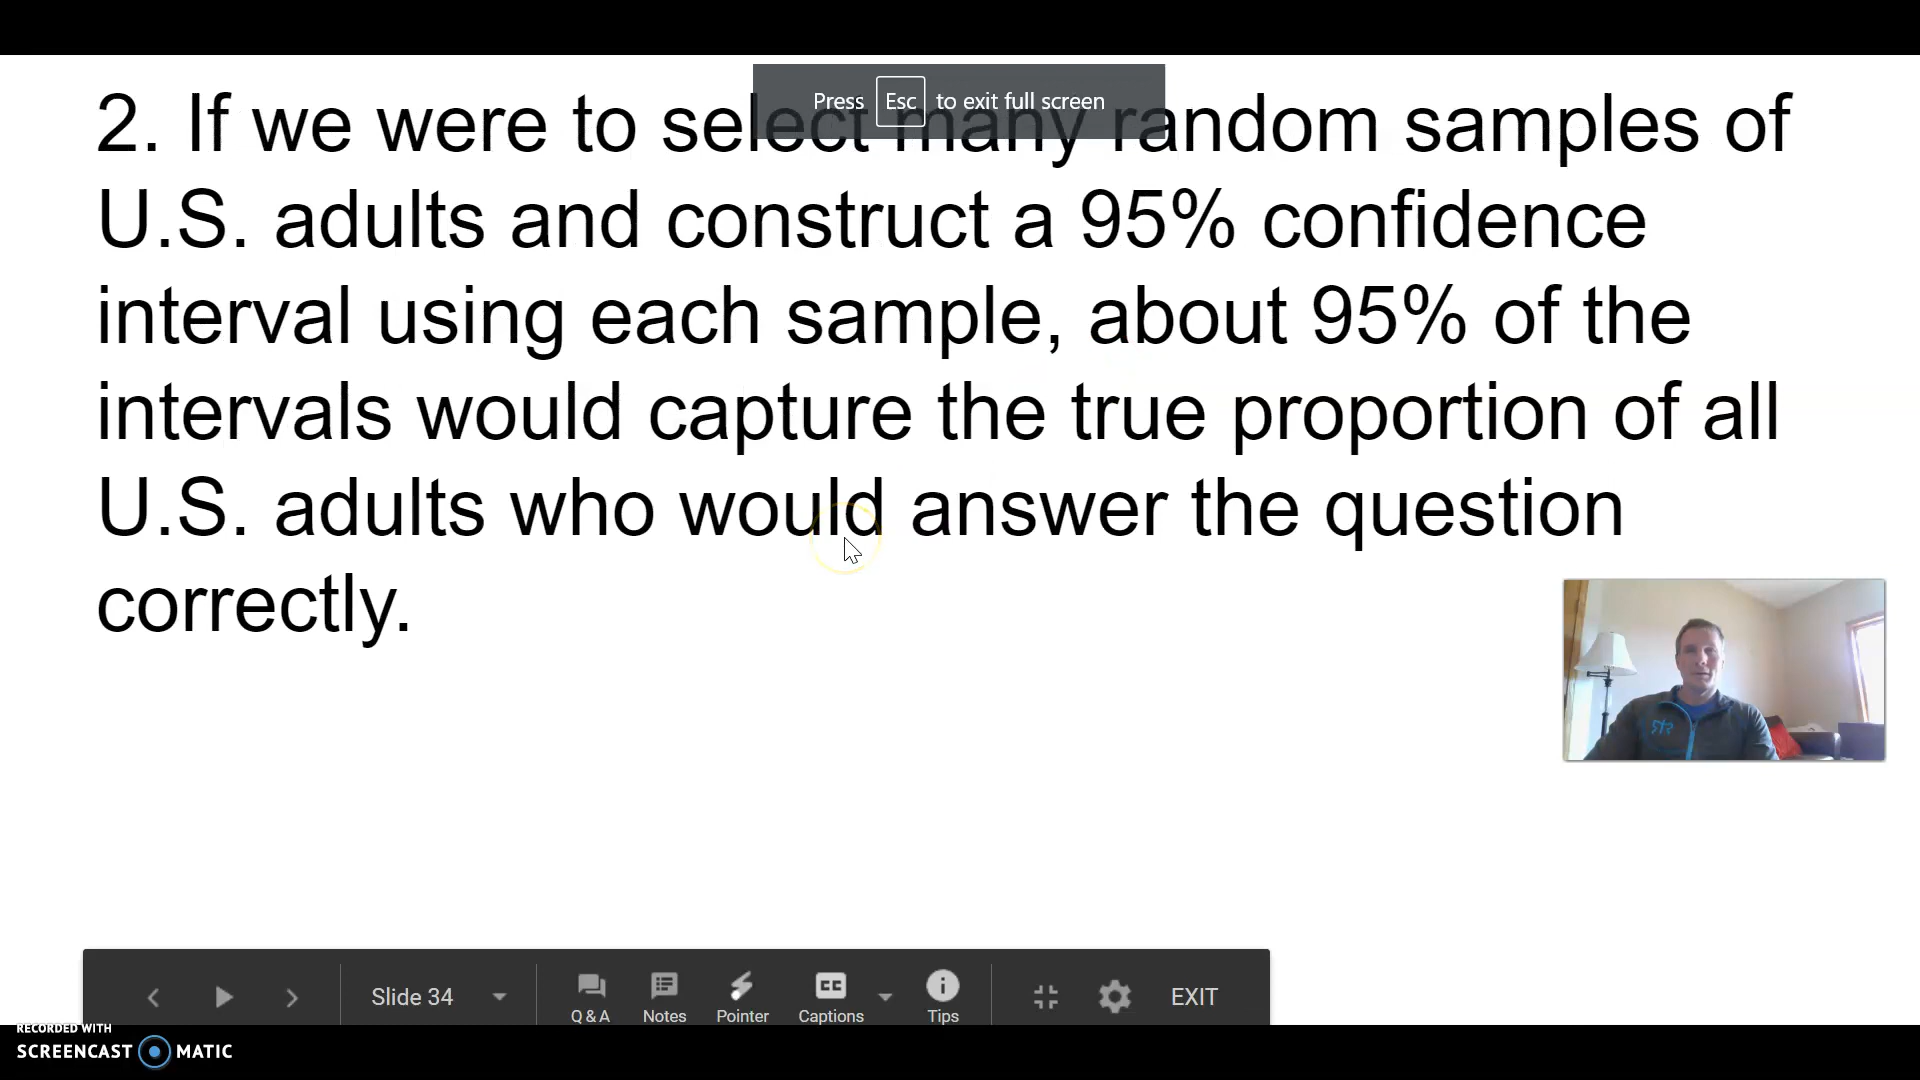 Press Esc to exit full screen
2. If we were to select many random samples of
U.S. adults and construct a 95% confidence
interval using each sample, about 95% of the
intervals would capture the true proportion of all
U.S. adults who would answer the question
correctly.
Slide 34
Q & A Notes Pointer Captions Tips EXIT
RECORDED WITH
SCREENCAST MATIC